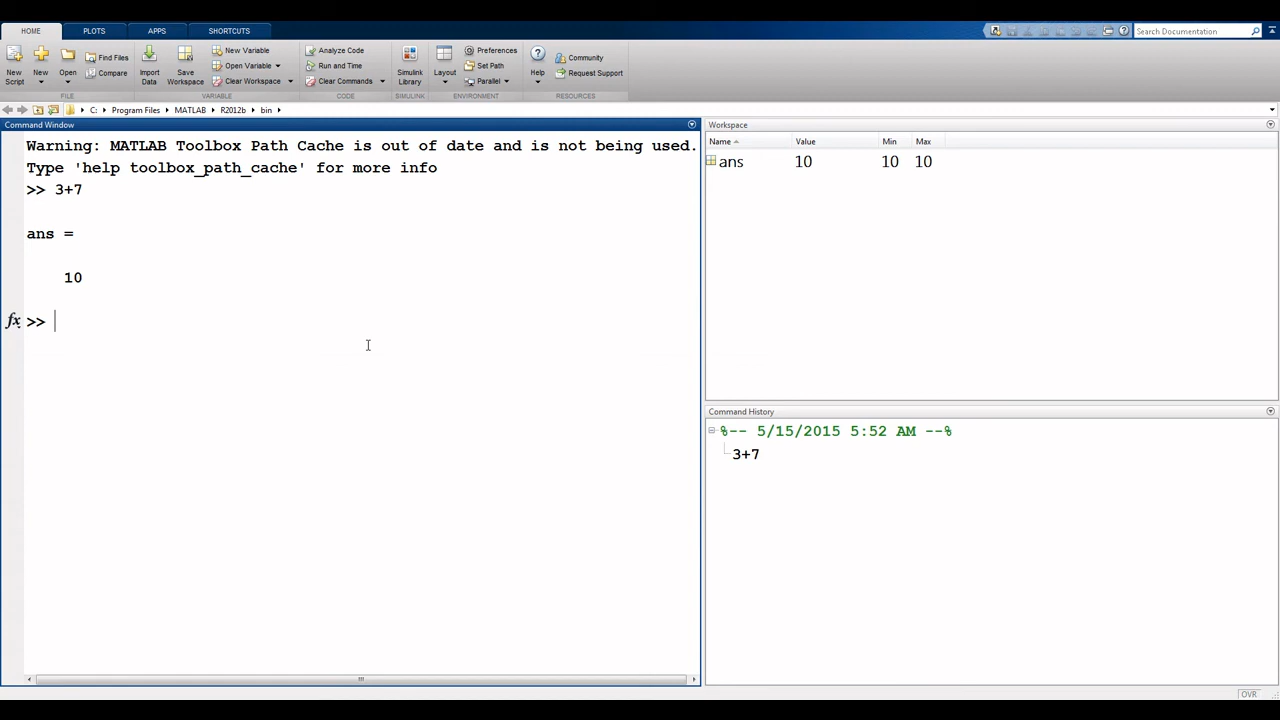 HOME PLOTS APPS SHORTCUTS Search Documentation
New Script New Open Find Files Compare Import Data Save Workspace New Variable Open Variable Clear Workspace Analyze Code Run and Time Clear Commands Simulink Library Layout Preferences Set Path Parallel Help Community Request Support
FILE VARIABLE CODE SIMULINK ENVIRONMENT RESOURCES
C: Program Files MATLAB R2012b bin
Command Window
Warning: MATLAB Toolbox Path Cache is out of date and is not being used.
Type 'help toolbox_path_cache' for more info
>> 3+7
ans =
10
fx >>
Workspace
Name Value Min Max
ans 10 10 10
Command History
%-- 5/15/2015 5:52 AM --%
3+7
OVR